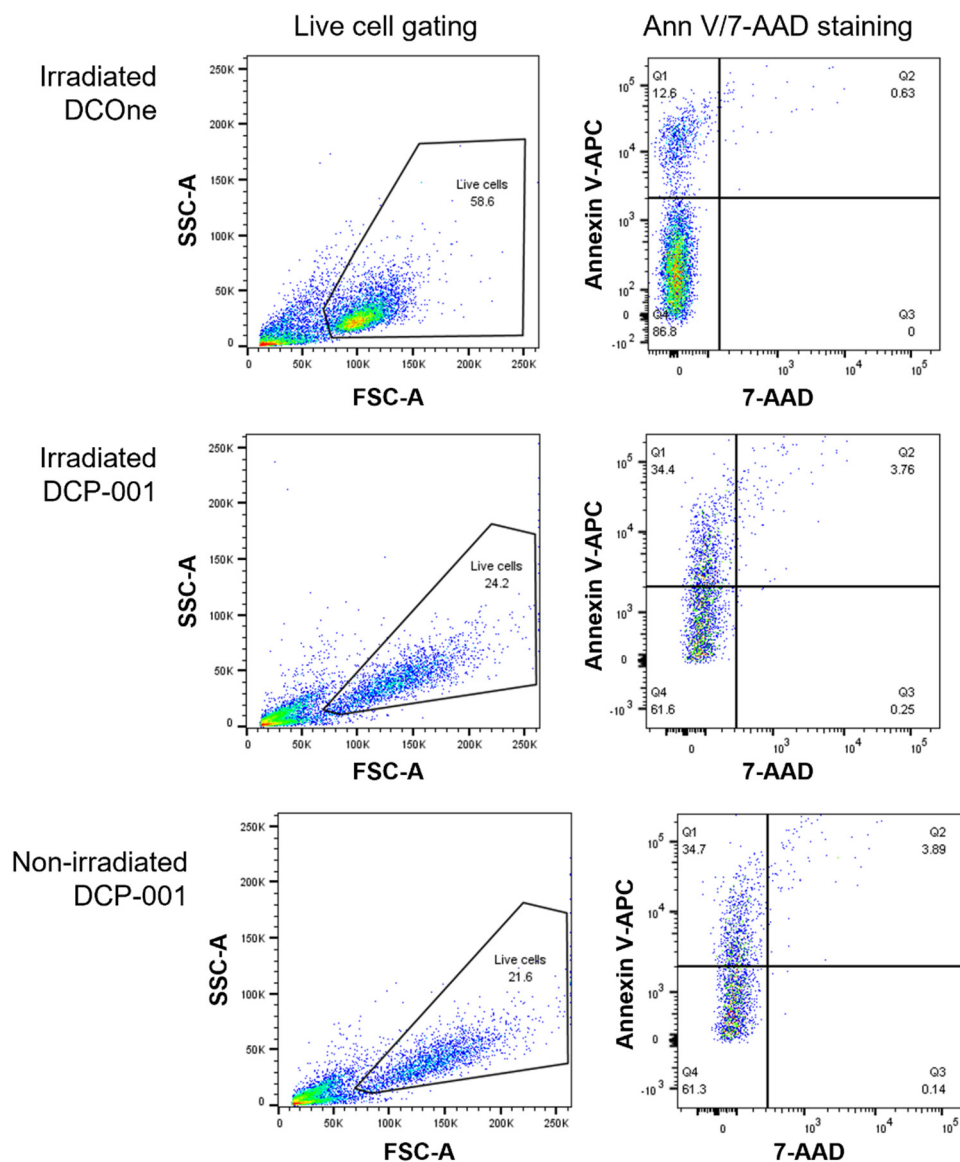 Live cell gating
Ann V/7-AAD staining
Irradiated
DCOne
250K
200K
150K
100K
50K
0
SSC-A
Live cells
58.6
50K 100K 150K 200K 250K
FSC-A
Q1
12.6
Q2
0.63
Q4
86.8
Q3
0
10^5
10^4
10^3
10^2
0
-10^2
Annexin V-APC
0 10^3 10^4 10^5
7-AAD
Irradiated
DCP-001
250K
200K
150K
100K
50K
0
SSC-A
Live cells
24.2
50K 100K 150K 200K 250K
FSC-A
Q1
34.4
Q2
3.76
Q4
61.6
Q3
0.25
10^5
10^4
10^3
0
-10^3
Annexin V-APC
0 10^3 10^4 10^5
7-AAD
Non-irradiated
DCP-001
250K
200K
150K
100K
50K
0
SSC-A
Live cells
21.6
0 50K 100K 150K 200K 250K
FSC-A
Q1
34.7
Q2
3.89
Q4
61.3
Q3
0.14
10^5
10^4
10^3
0
-10^3
Annexin V-APC
0 10^3 10^4 10^5
7-AAD